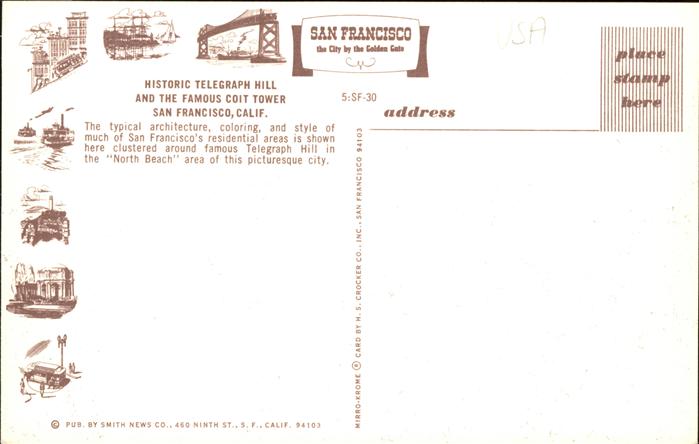 SAN FRANCISCO
the City by the Golden Gate
USA
place
stamp
here
HISTORIC TELEGRAPH HILL
AND THE FAMOUS COIT TOWER
SAN FRANCISCO, CALIF.
5:SF-30
address
The typical architecture, coloring, and style of
much of San Francisco's residential areas is shown
here clustered around famous Telegraph Hill in
the "North Beach" area of this picturesque city.
MIRRO-KROME ® CARD BY H. S. CROCKER CO., INC., SAN FRANCISCO 94103
© PUB. BY SMITH NEWS CO., 460 NINTH ST., S. F., CALIF. 94103